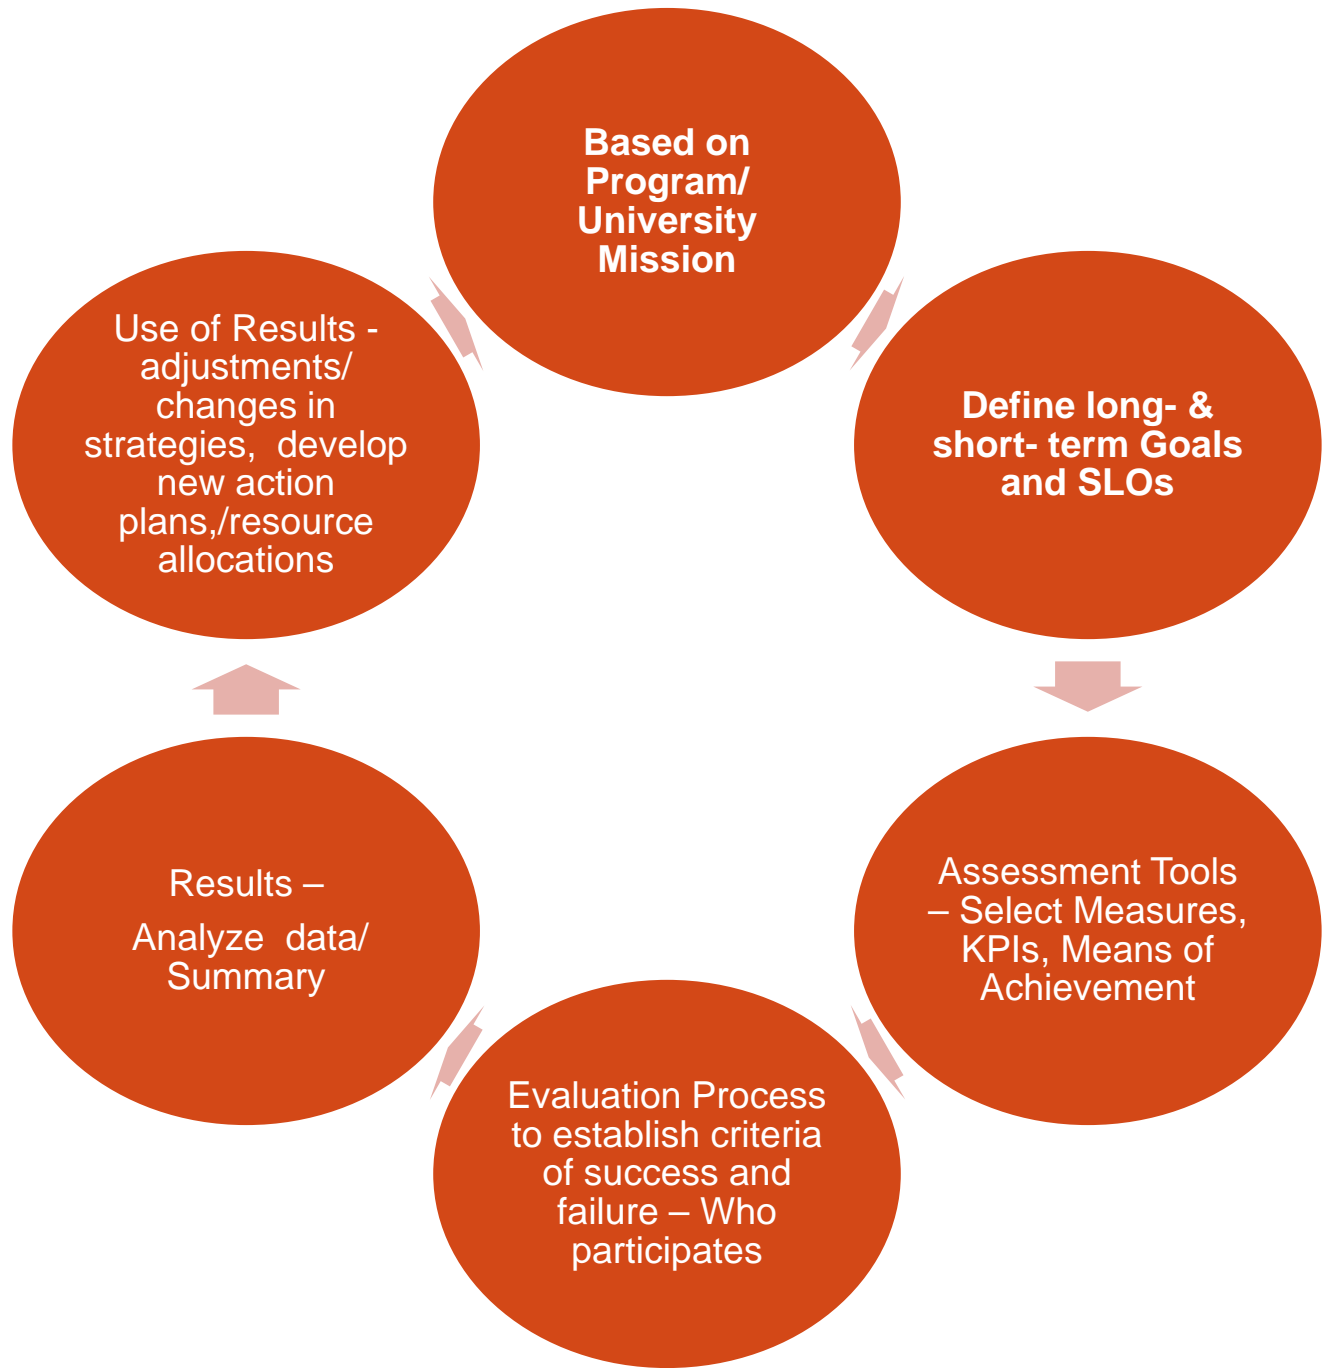 Based on
Program/
University
Mission
Define long- &
short- term Goals
and SLOs
Assessment Tools
– Select Measures,
KPIs, Means of
Achievement
Evaluation Process
to establish criteria
of success and
failure – Who
participates
Results –
Analyze  data/
Summary
Use of Results -
adjustments/
changes in
strategies,  develop
new action
plans,/resource
allocations